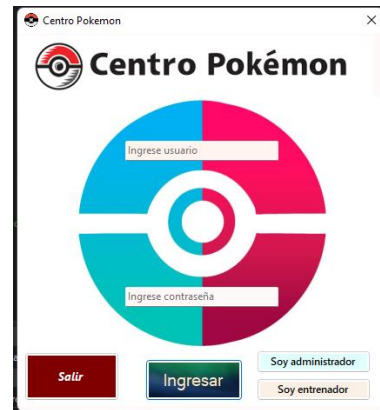 Centro Pokemon
Centro Pokémon
Ingrese usuario
Ingrese contraseña
Salir
Ingresar
Soy administrador
Soy entrenador